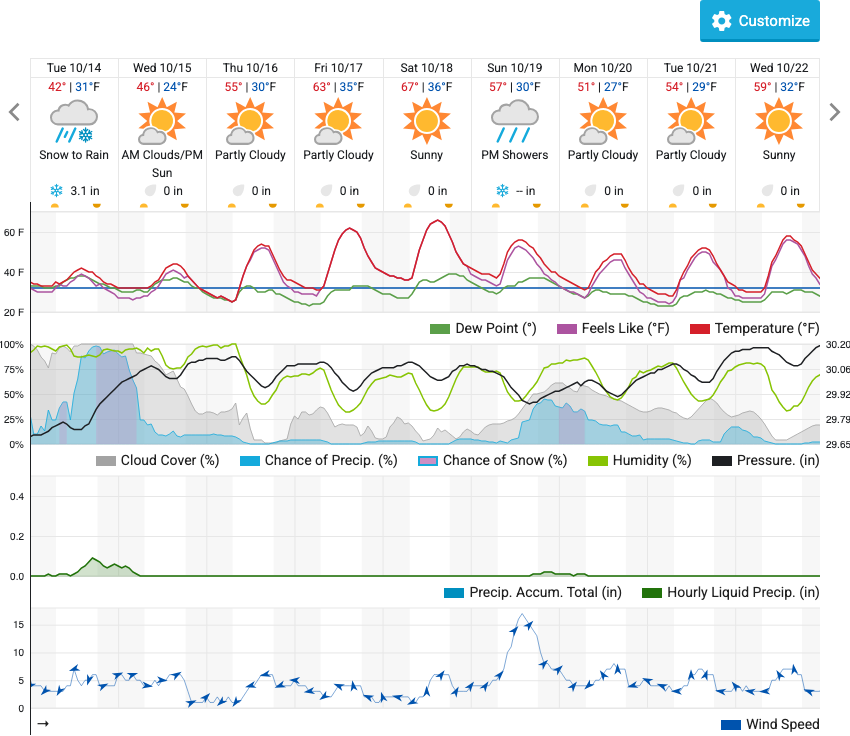 Customize
Tue 10/14 Wed 10/15 Thu 10/16 Fri 10/17 Sat 10/18 Sun 10/19 Mon 10/20 Tue 10/21 Wed 10/22
42° | 31°F 46° | 24°F 55° | 30°F 63° | 35°F 67° | 36°F 57° | 30°F 51° | 27°F 54° | 29°F 59° | 32°F
Snow to Rain AM Clouds/PM Partly Cloudy Partly Cloudy Sunny PM Showers Partly Cloudy Partly Cloudy Sunny
Sun
3.1 in 0 in 0 in 0 in 0 in -- in 0 in 0 in 0 in
60 F
40 F
20 F
Dew Point (°) Feels Like (°F) Temperature (°F)
100% 30.20
75% 30.06
50% 29.92
25% 29.79
0% 29.65
Cloud Cover (%) Chance of Precip. (%) Chance of Snow (%) Humidity (%) Pressure. (in)
0.4
0.2
0.0
Precip. Accum. Total (in) Hourly Liquid Precip. (in)
15
10
5
0
→ Wind Speed